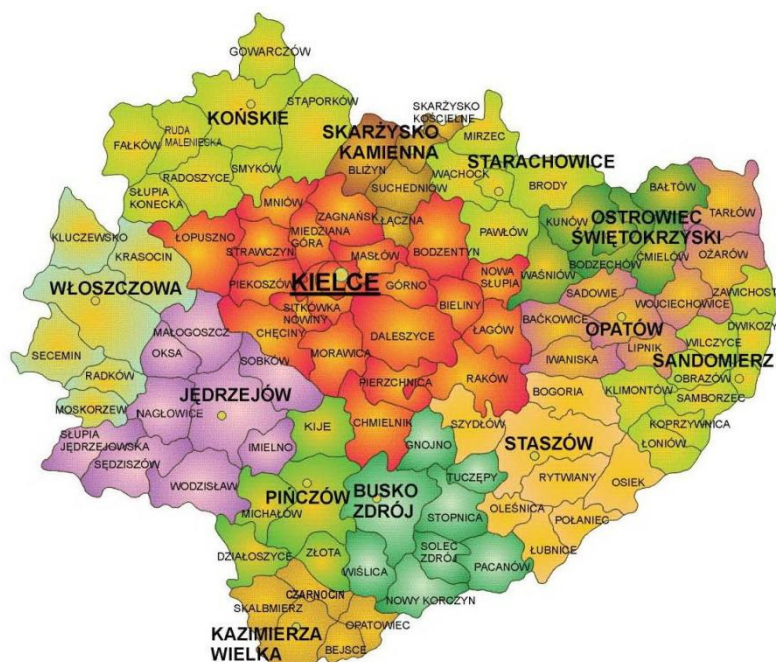 GOWARCZÓW
STĄPORKÓW
KOŃSKIE
RUDA
MALENIECKA
FAŁKÓW
RADOSZYCE
SMYKÓW
SŁUPIA
KONECKA
SKARŻYSKO
KOŚCIELNE
SKARŻYSKO
KAMIENNA
BLIŻYN
SUCHEDNIÓW
ŁĄCZNA
MIRZEC
STARACHOWICE
WĄCHOCK
BRODY
PAWŁÓW
BAŁTÓW
KUNÓW
OSTROWIEC
ŚWIĘTOKRZYSKI
WAŚNIÓW
BODZECHÓW
ĆMIELÓW
TARŁÓW
OŻARÓW
SADOWIE
WOJCIECHOWICE
BAĆKOWICE
OPATÓW
LIPNIK
IWANISKA
ZAWICHOST
DWIKOZY
WILCZYCE
SANDOMIERZ
OBRAZÓW
SAMBORZEC
KLIMONTÓW
KOPRZYWNICA
ŁONIÓW
KLUCZEWSKO
KRASOCIN
WŁOSZCZOWA
SECEMIN
RADKÓW
MOSKORZEW
MNIÓW
ZAGNAŃSK
ŁOPUSZNO
STRAWCZYN
MIEDZIANA
GÓRA
MASŁÓW
BODZENTYN
PIEKOSZÓW
KIELCE
GÓRNO
NOWA
SŁUPIA
BIELINY
SITKÓWKA
NOWINY
CHĘCINY
MORAWICA
DALESZYCE
ŁAGÓW
PIERZCHNICA
RAKÓW
CHMIELNIK
MAŁOGOSZCZ
OKSA
SOBKÓW
JĘDRZEJÓW
NAGŁOWICE
SŁUPIA
JĘDRZEJOWSKA
SĘDZISZÓW
IMIELNO
WODZISŁAW
KIJE
PIŃCZÓW
MICHAŁÓW
DZIAŁOSZYCE
ZŁOTA
GNOJNO
BUSKO
ZDRÓJ
TUCZĘPY
STOPNICA
SOLEC
ZDRÓJ
WIŚLICA
PACANÓW
NOWY KORCZYN
BOGORIA
SZYDŁÓW
STASZÓW
RYTWIANY
OSIEK
OLEŚNICA
POŁANIEC
ŁUBNICE
CZARNOCIN
SKALBMIERZ
OPATOWIEC
KAZIMIERZA
WIELKA
BEJSCE